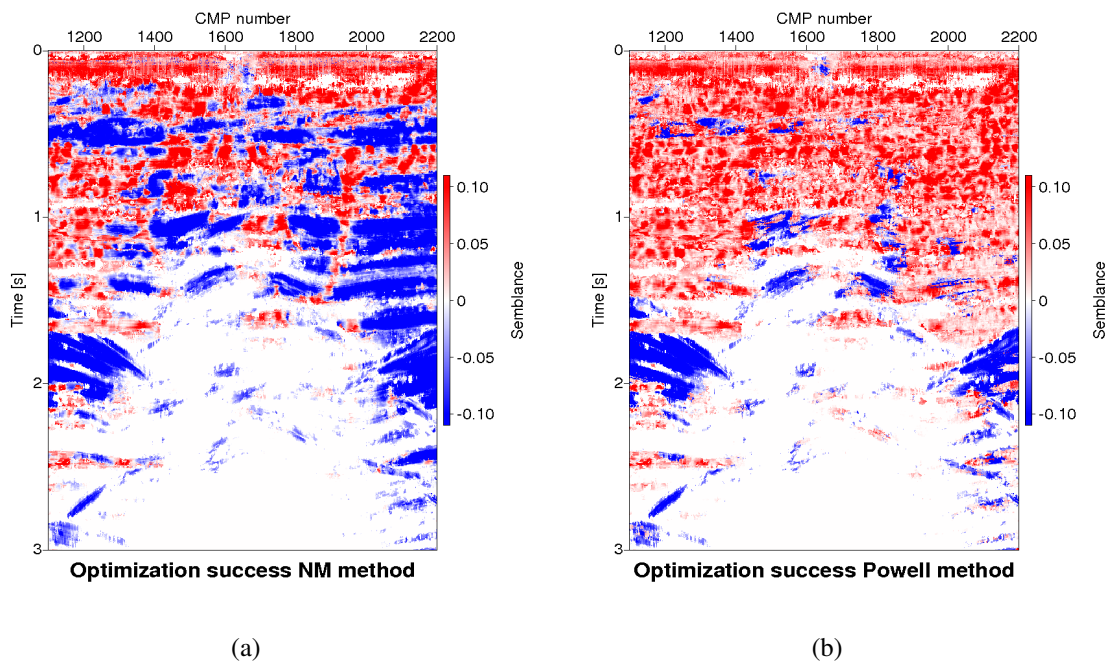 CMP number
1200 1400 1600 1800 2000 2200
0
1
2
3
Time [s]
0.10
0.05
0
-0.05
-0.10
Semblance
Optimization success NM method
(a)
CMP number
1200 1400 1600 1800 2000 2200
0
1
2
3
Time [s]
0.10
0.05
0
-0.05
-0.10
Semblance
Optimization success Powell method
(b)